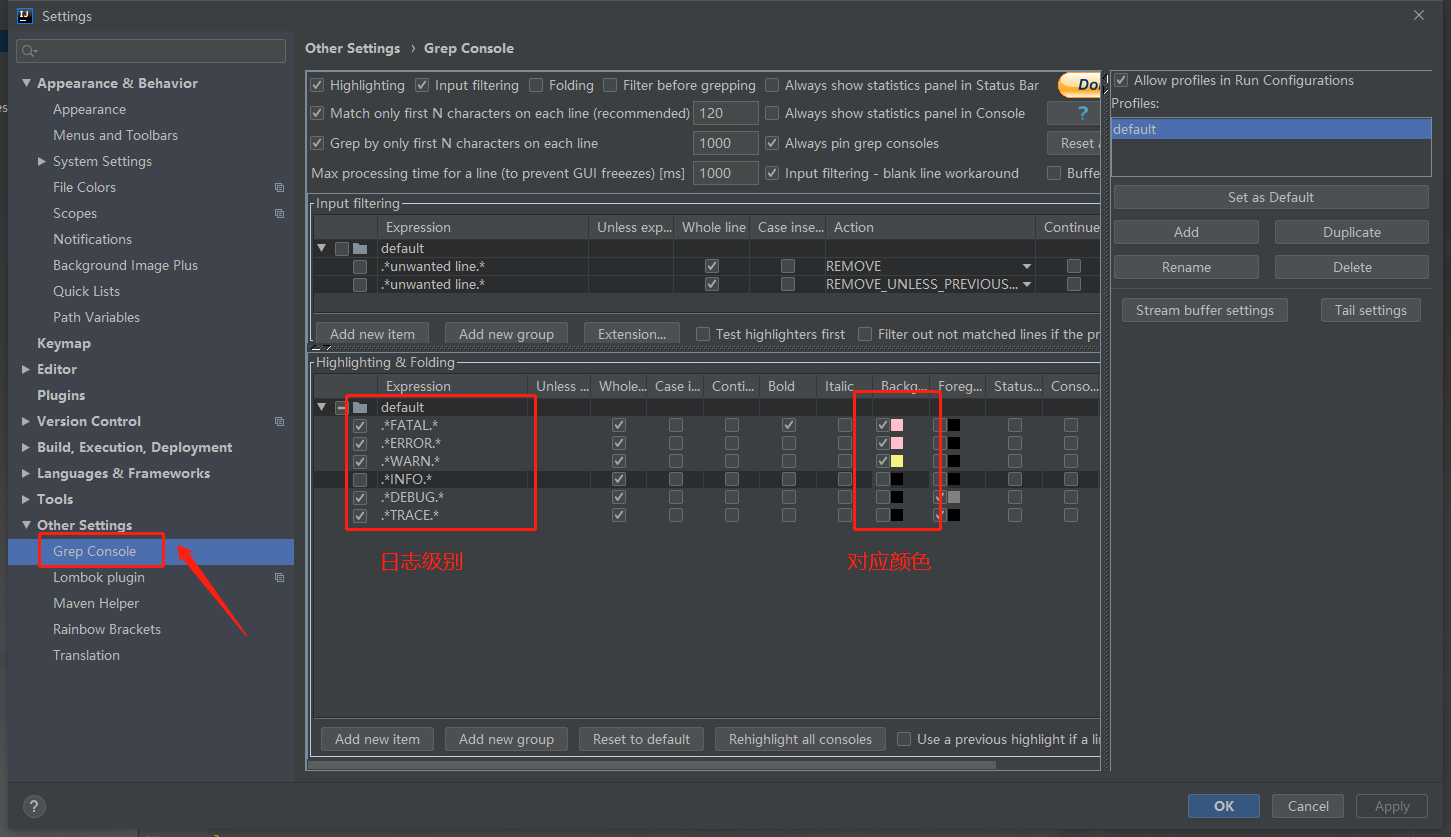 Settings
Appearance & Behavior
Appearance
Menus and Toolbars
System Settings
File Colors
Scopes
Notifications
Background Image Plus
Quick Lists
Path Variables
Keymap
Editor
Plugins
Version Control
Build, Execution, Deployment
Languages & Frameworks
Tools
Other Settings
Grep Console
Lombok plugin
Maven Helper
Rainbow Brackets
Translation
Other Settings › Grep Console
Highlighting Input filtering Folding Filter before grepping Always show statistics panel in Status Bar Do
Match only first N characters on each line (recommended) 120 Always show statistics panel in Console ?
Grep by only first N characters on each line 1000 Always pin grep consoles Reset
Max processing time for a line (to prevent GUI freeezes) [ms] 1000 Input filtering - blank line workaround Buffe
Input filtering
Expression Unless exp... Whole line Case inse... Action Continue
default
.*unwanted line.* REMOVE
.*unwanted line.* REMOVE_UNLESS_PREVIOUS...
Add new item Add new group Extension... Test highlighters first Filter out not matched lines if the pr
Highlighting & Folding
Expression Unless ... Whole... Case i... Conti... Bold Italic Backg... Foreg... Status... Conso...
default
.*FATAL.*
.*ERROR.*
.*WARN.*
.*INFO.*
.*DEBUG.*
.*TRACE.*
日志级别 对应颜色
Add new item Add new group Reset to default Rehighlight all consoles Use a previous highlight if a li
Allow profiles in Run Configurations
Profiles:
default
Set as Default
Add Duplicate
Rename Delete
Stream buffer settings Tail settings
? OK Cancel Apply